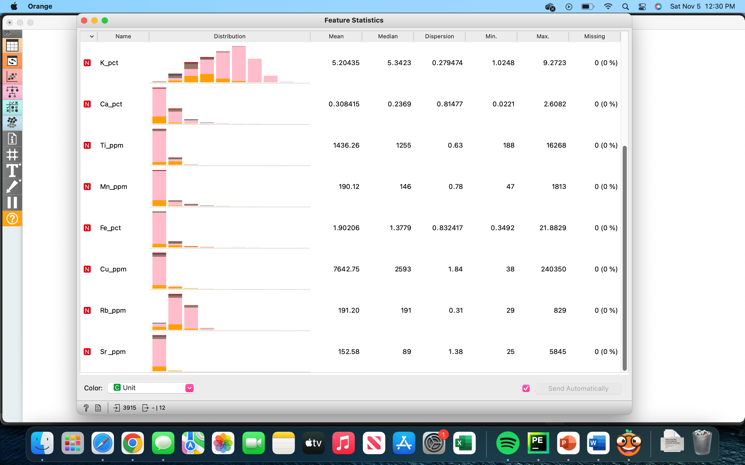 Orange
Sat Nov 5 12:30 PM
Feature Statistics
Name Distribution Mean Median Dispersion Min. Max. Missing
N K_pct 5.20435 5.3423 0.279474 1.0248 9.2723 0 (0 %)
N Ca_pct 0.308415 0.2369 0.81477 0.0221 2.6082 0 (0 %)
N Ti_ppm 1436.26 1255 0.63 188 16268 0 (0 %)
N Mn_ppm 190.12 146 0.78 47 1813 0 (0 %)
N Fe_pct 1.90206 1.3779 0.832417 0.3492 21.8829 0 (0 %)
N Cu_ppm 7642.75 2593 1.84 38 240350 0 (0 %)
N Rb_ppm 191.20 191 0.31 29 829 0 (0 %)
N Sr_ppm 152.58 89 1.38 25 5845 0 (0 %)
Color: C Unit Send Automatically
? 3915 - | 12
tv 1 X PE P W